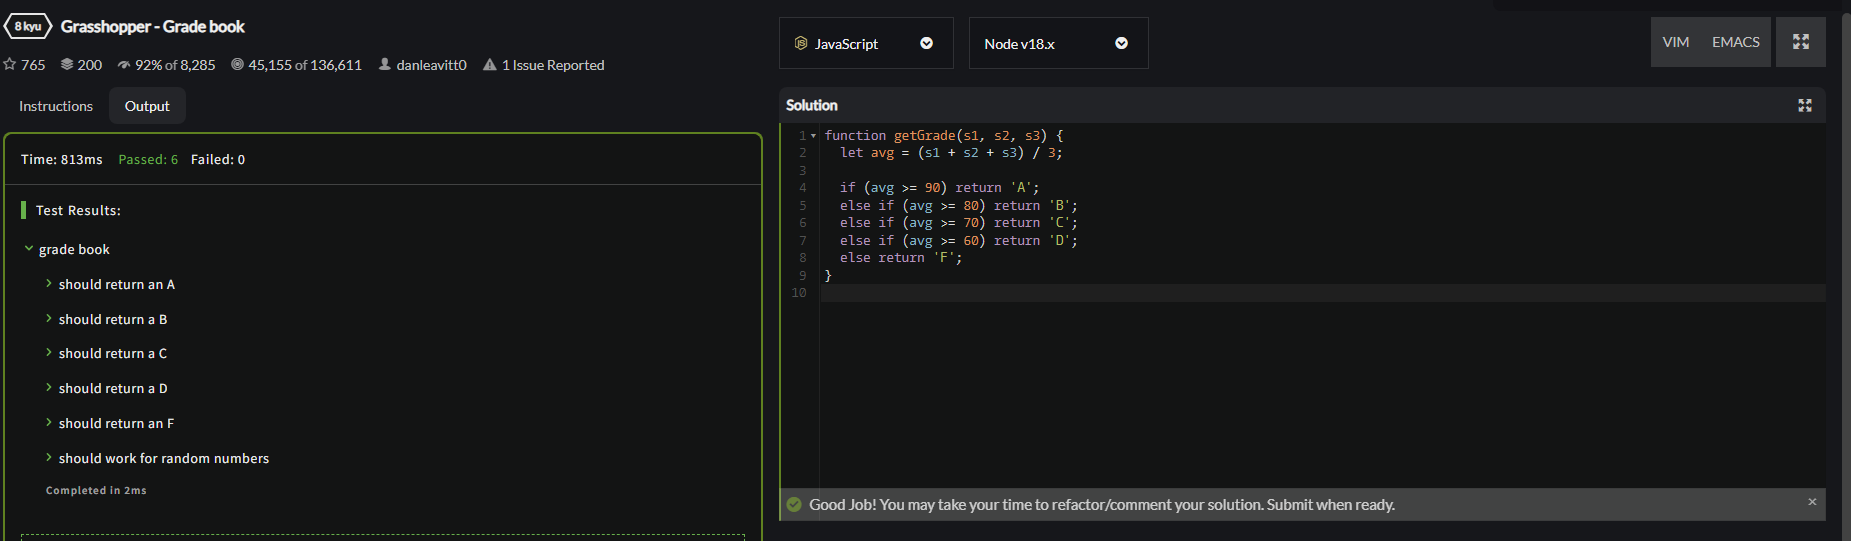 8 kyu Grasshopper - Grade book
765 200 92% of 8,285 45,155 of 136,611 danleavitt0 1 Issue Reported
Instructions Output
Time: 813ms Passed: 6 Failed: 0
Test Results:
grade book
should return an A
should return a B
should return a C
should return a D
should return an F
should work for random numbers
Completed in 2ms
JS JavaScript Node v18.x VIM EMACS
Solution
1 function getGrade(s1, s2, s3) {
2 let avg = (s1 + s2 + s3) / 3;
3
4 if (avg >= 90) return 'A';
5 else if (avg >= 80) return 'B';
6 else if (avg >= 70) return 'C';
7 else if (avg >= 60) return 'D';
8 else return 'F';
9 }
10
Good Job! You may take your time to refactor/comment your solution. Submit when ready.